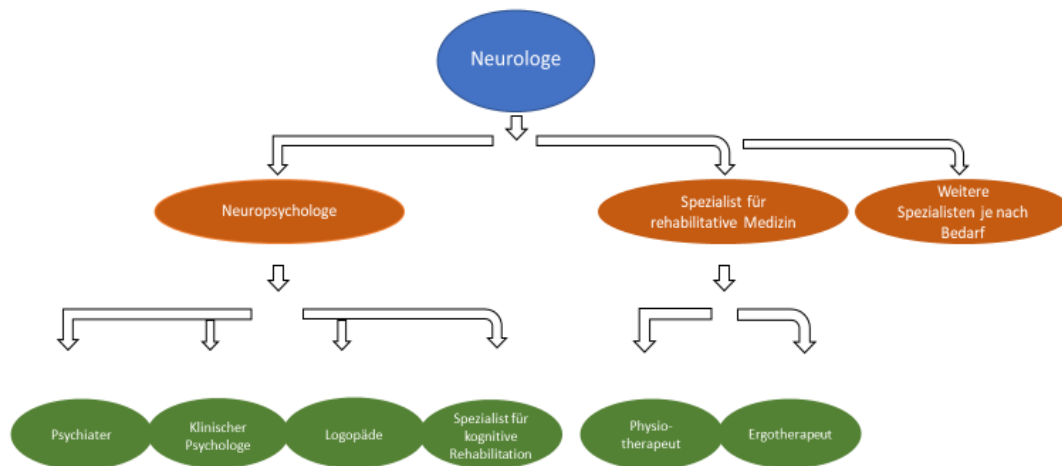 Neurologe
Neuropsychologe
Spezialist für
rehabilitative Medizin
Weitere
Spezialisten je nach
Bedarf
Psychiater
Klinischer
Psychologe
Logopäde
Spezialist für
kognitive
Rehabilitation
Physio-
therapeut
Ergotherapeut